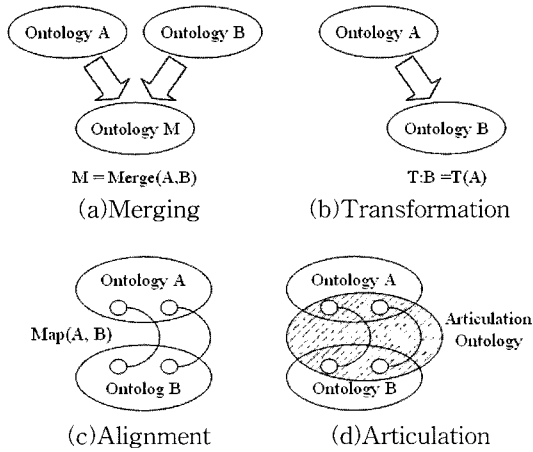 Ontology A
Ontology B
Ontology M
M = Merge(A,B)
(a)Merging
Ontology A
Ontology B
T:B =T(A)
(b)Transformation
Ontology A
Map(A, B)
Ontolog B
(c)Alignment
Ontology A
Articulation
Ontology
Ontology B
(d)Articulation